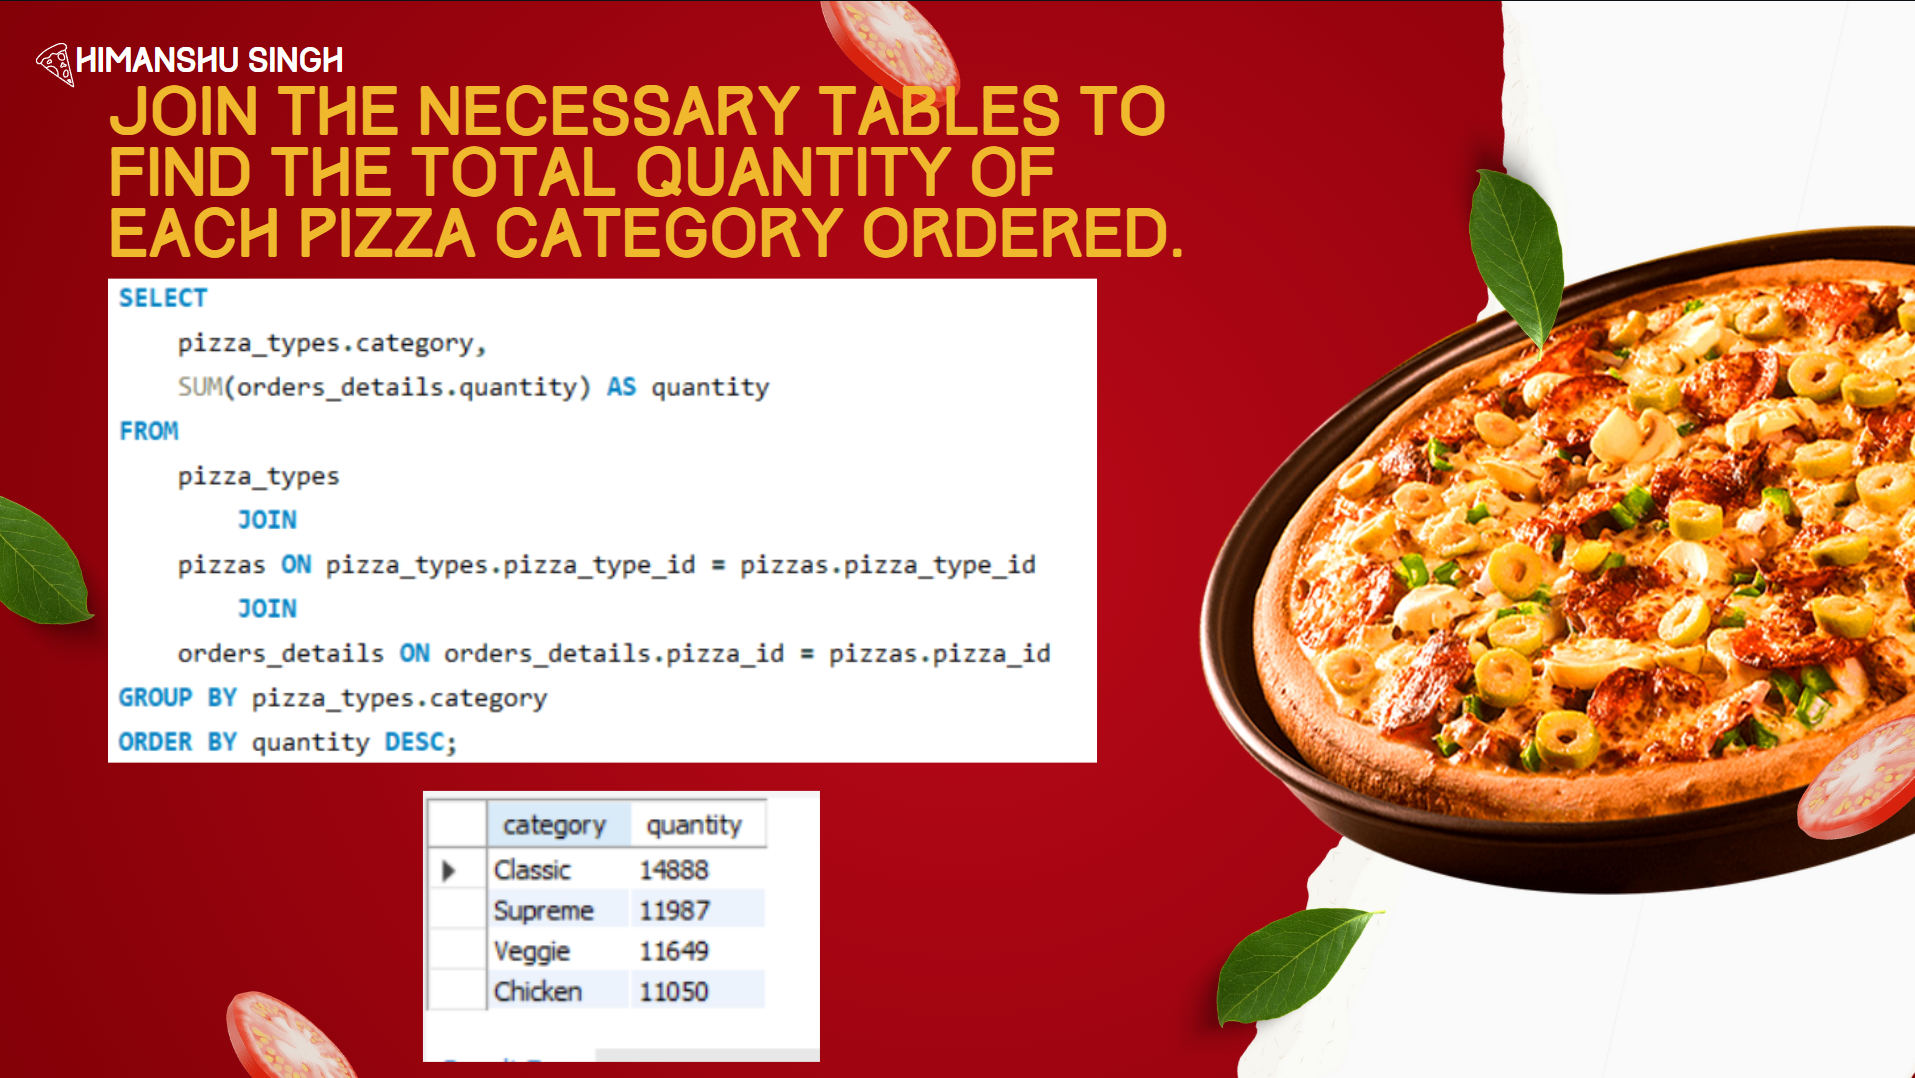 HIMANSHU SINGH
JOIN THE NECESSARY TABLES TO
FIND THE TOTAL QUANTITY OF
EACH PIZZA CATEGORY ORDERED.
SELECT
pizza_types.category,
SUM(orders_details.quantity) AS quantity
FROM
pizza_types
JOIN
pizzas ON pizza_types.pizza_type_id = pizzas.pizza_type_id
JOIN
orders_details ON orders_details.pizza_id = pizzas.pizza_id
GROUP BY pizza_types.category
ORDER BY quantity DESC;
category quantity
Classic 14888
Supreme 11987
Veggie 11649
Chicken 11050